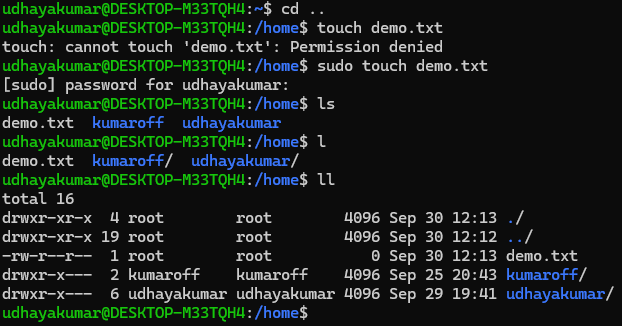 udhayakumar@DESKTOP-M33TQH4:~$ cd ..
udhayakumar@DESKTOP-M33TQH4:/home$ touch demo.txt
touch: cannot touch 'demo.txt': Permission denied
udhayakumar@DESKTOP-M33TQH4:/home$ sudo touch demo.txt
[sudo] password for udhayakumar:
udhayakumar@DESKTOP-M33TQH4:/home$ ls
demo.txt  kumaroff  udhayakumar
udhayakumar@DESKTOP-M33TQH4:/home$ l
demo.txt  kumaroff/  udhayakumar/
udhayakumar@DESKTOP-M33TQH4:/home$ ll
total 16
drwxr-xr-x  4 root        root        4096 Sep 30 12:13 ./
drwxr-xr-x 19 root        root        4096 Sep 30 12:12 ../
-rw-r--r--  1 root        root           0 Sep 30 12:13 demo.txt
drwxr-x---  2 kumaroff    kumaroff    4096 Sep 25 20:43 kumaroff/
drwxr-x---  6 udhayakumar udhayakumar 4096 Sep 29 19:41 udhayakumar/
udhayakumar@DESKTOP-M33TQH4:/home$